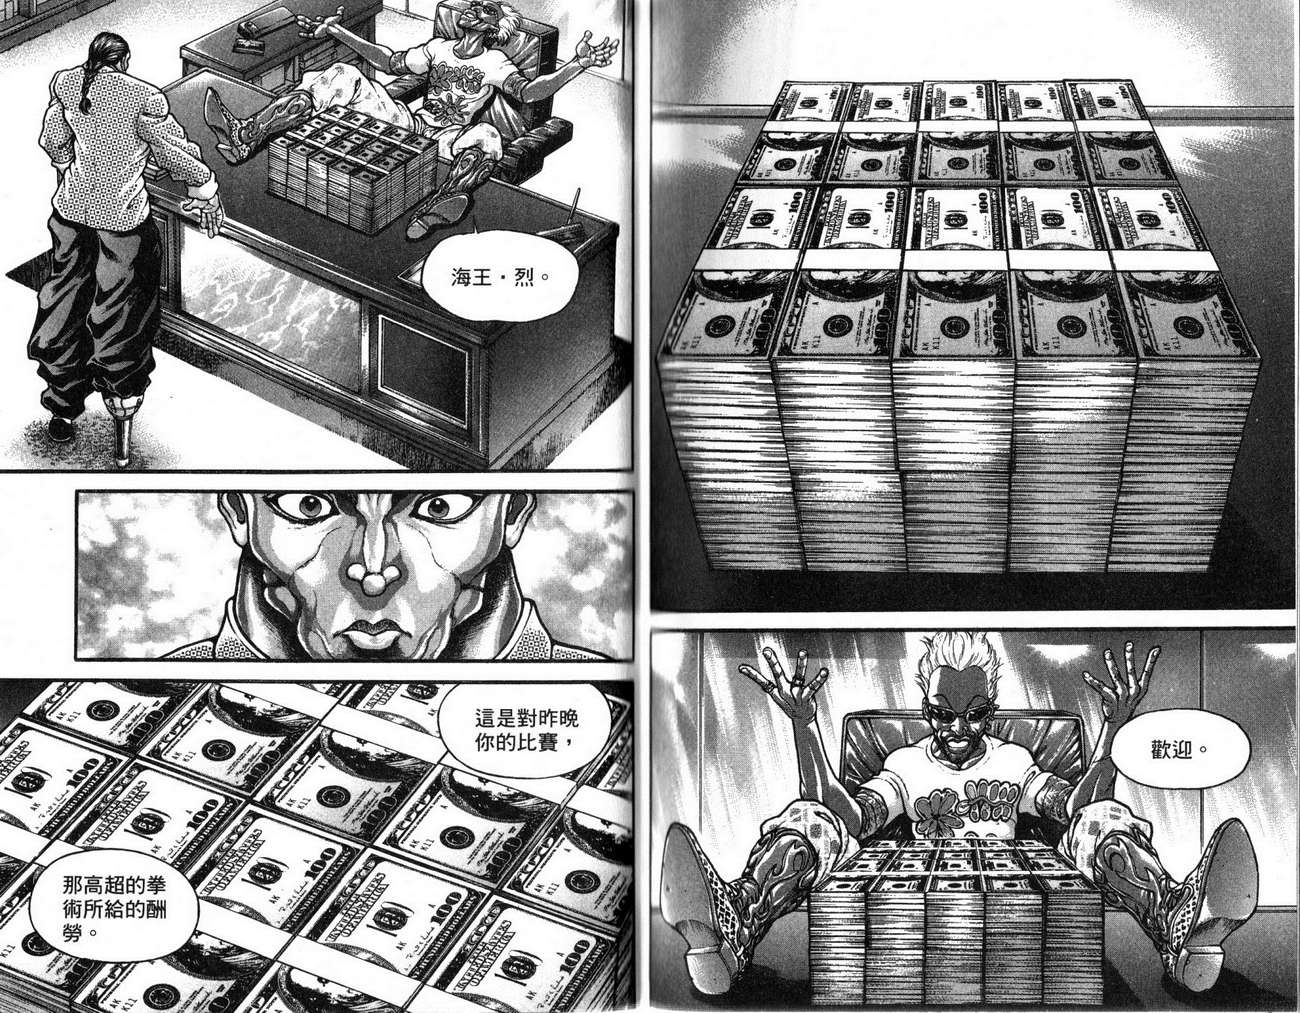 歡迎。
海王·烈。
這是對昨晚
你的比賽，
那高超的拳
術所給的酬
勞。